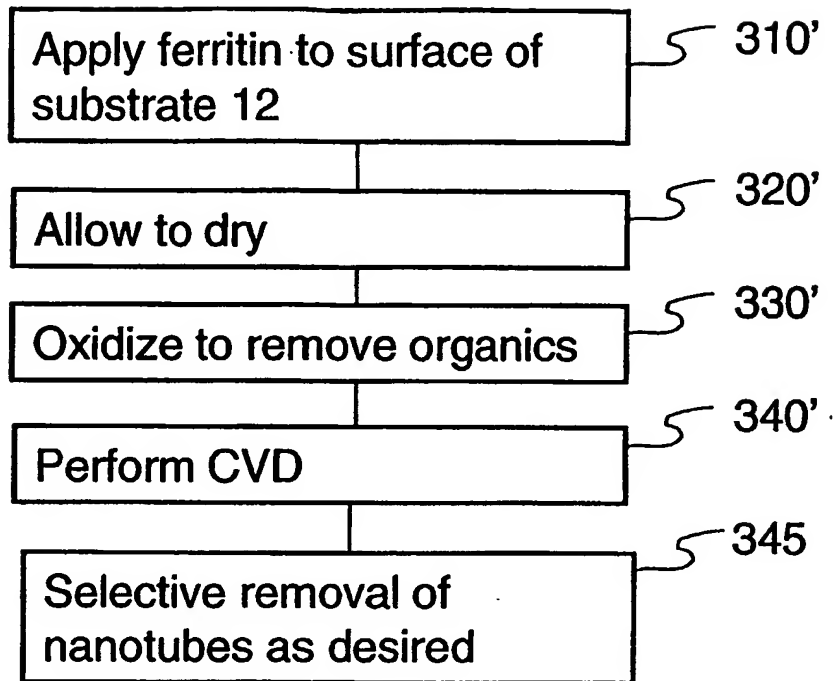 Apply ferritin to surface of
substrate 12
310'
Allow to dry
320'
Oxidize to remove organics
330'
Perform CVD
340'
Selective removal of
nanotubes as desired
345